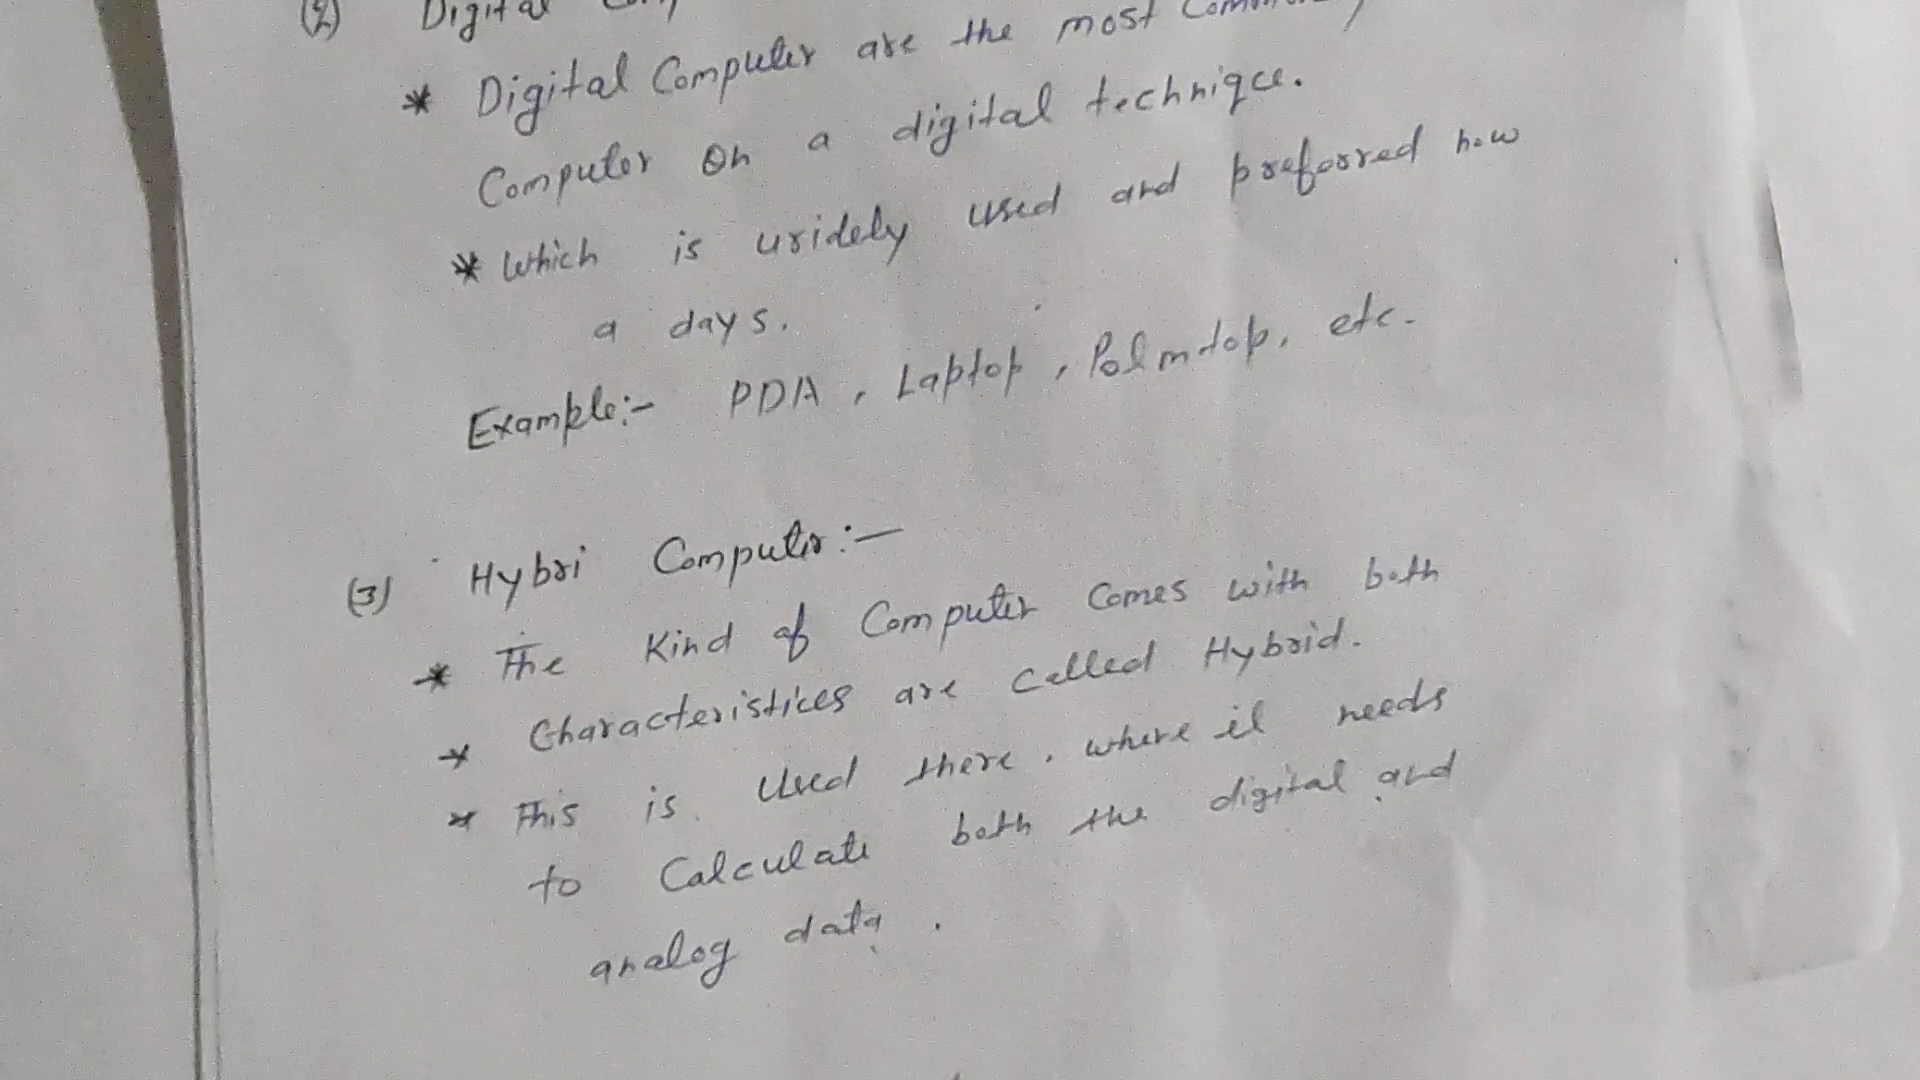 (2) Digital
* Digital Computer are the most
Computer on a digital technique.
* Which is widely used and preforred now
a days.
Example:- PDA, Laptop, Polmtop, etc.
(3) Hybri Computer:-
* The Kind of Computer Comes with both
* Characteristices are called Hybrid.
* This is Used there, where it needs
to Calculate both the digital and
analog data.